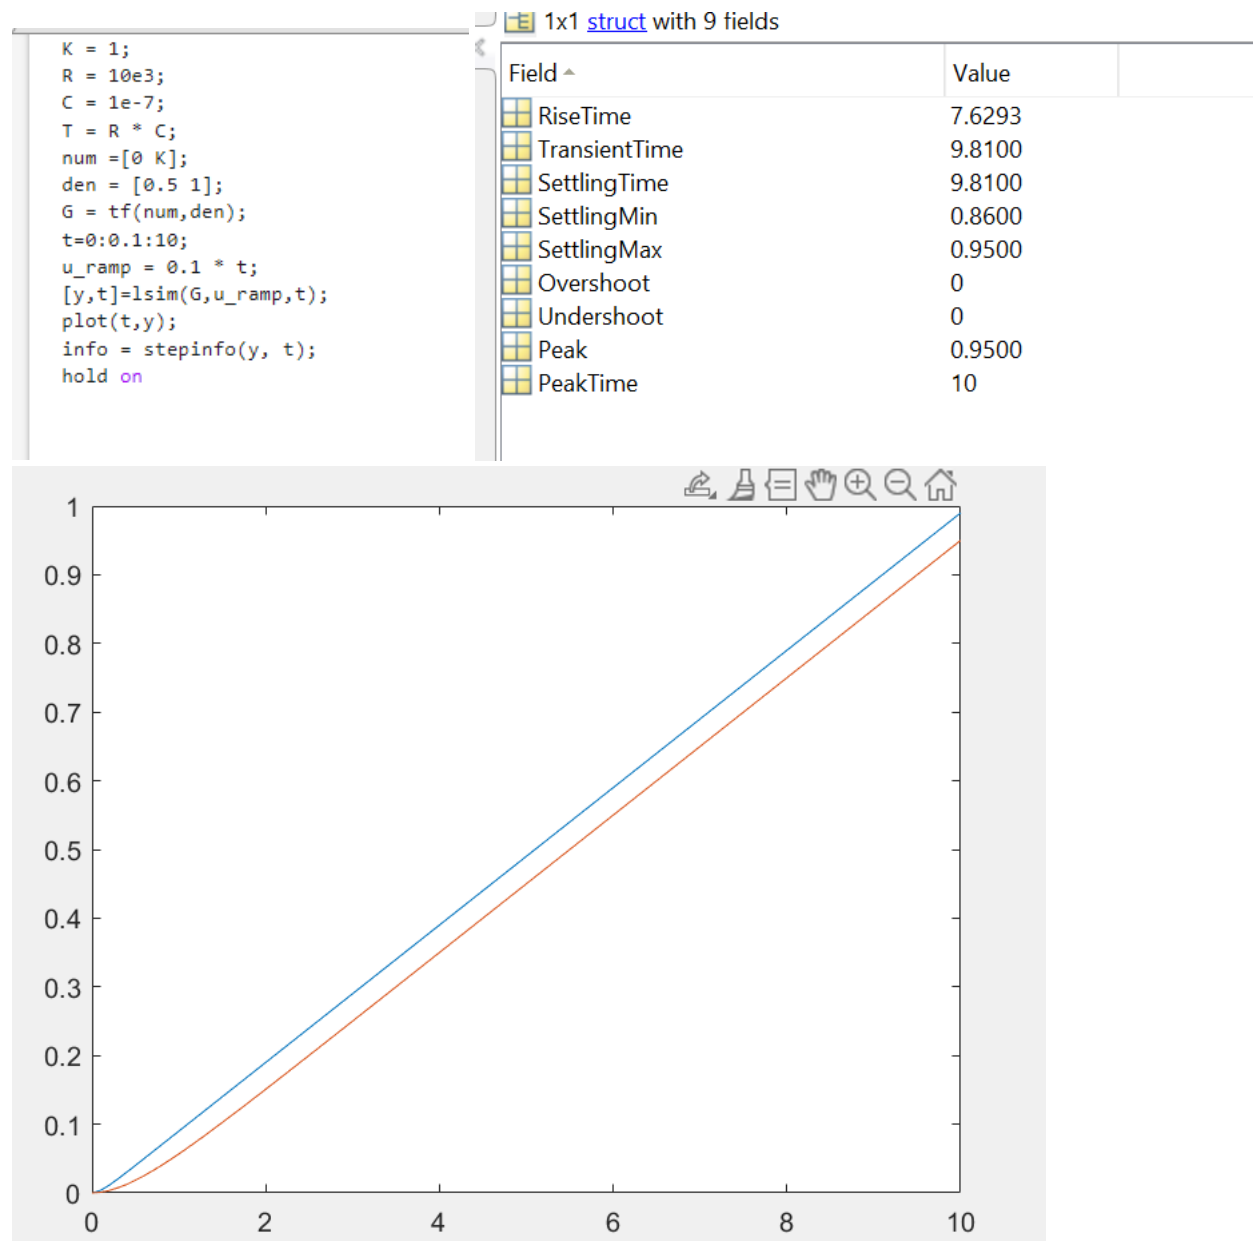 K = 1;
R = 10e3;
C = 1e-7;
T = R * C;
num =[0 K];
den = [0.5 1];
G = tf(num,den);
t=0:0.1:10;
u_ramp = 0.1 * t;
[y,t]=lsim(G,u_ramp,t);
plot(t,y);
info = stepinfo(y, t);
hold on
1x1 struct with 9 fields
Field Value
RiseTime 7.6293
TransientTime 9.8100
SettlingTime 9.8100
SettlingMin 0.8600
SettlingMax 0.9500
Overshoot 0
Undershoot 0
Peak 0.9500
PeakTime 10
1
0.9
0.8
0.7
0.6
0.5
0.4
0.3
0.2
0.1
0
0 2 4 6 8 10